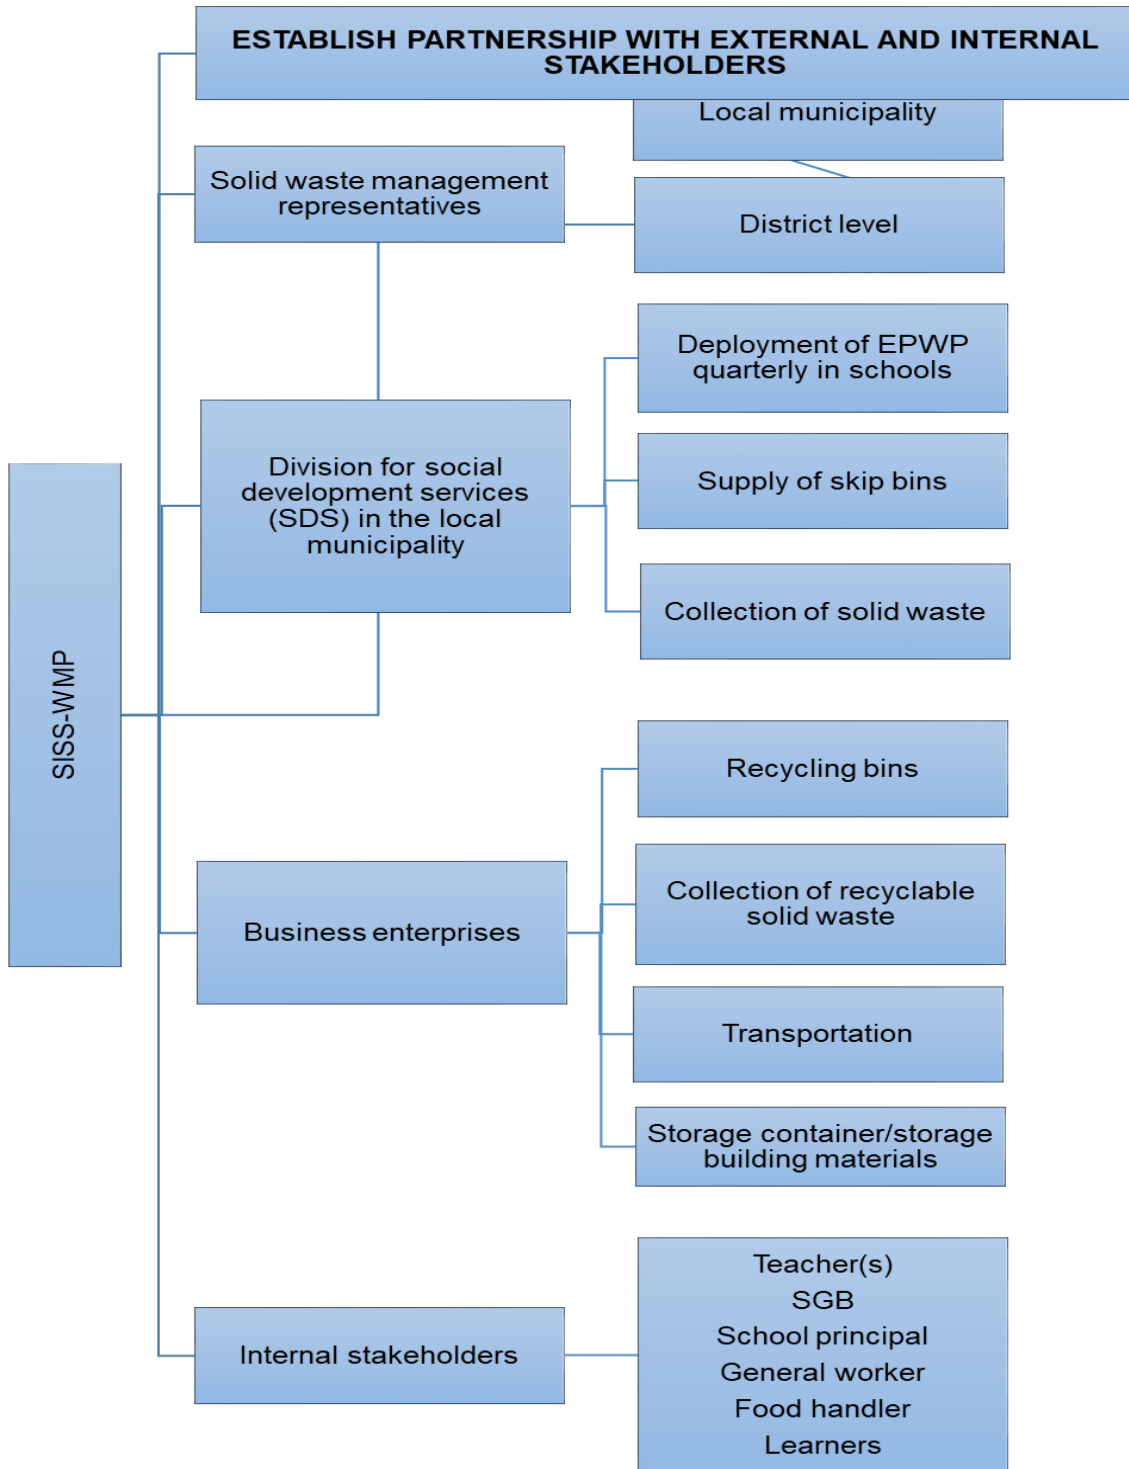 ESTABLISH PARTNERSHIP WITH EXTERNAL AND INTERNAL
STAKEHOLDERS
Local municipality
Solid waste management
representatives
District level
Deployment of EPWP
quarterly in schools
Division for social
development services
(SDS) in the local
municipality
Supply of skip bins
Collection of solid waste
SISS-WMP
Recycling bins
Business enterprises
Collection of recyclable
solid waste
Transportation
Storage container/storage
building materials
Internal stakeholders
Teacher(s)
SGB
School principal
General worker
Food handler
Learners